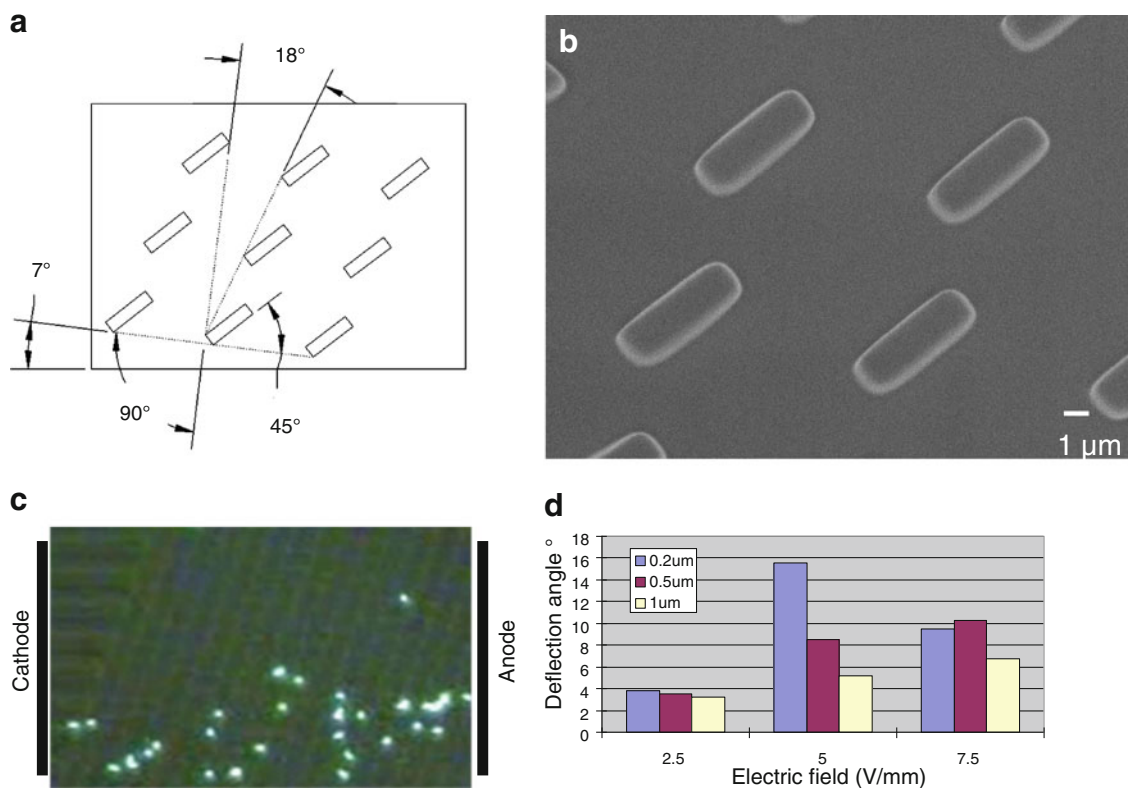 a
18°
7°
90°
45°
b
1 µm
c
Cathode
Anode
d
Deflection angle °
18
16
14
12
10
8
6
4
2
0
0.2um
0.5um
1um
2.5
5
7.5
Electric field (V/mm)